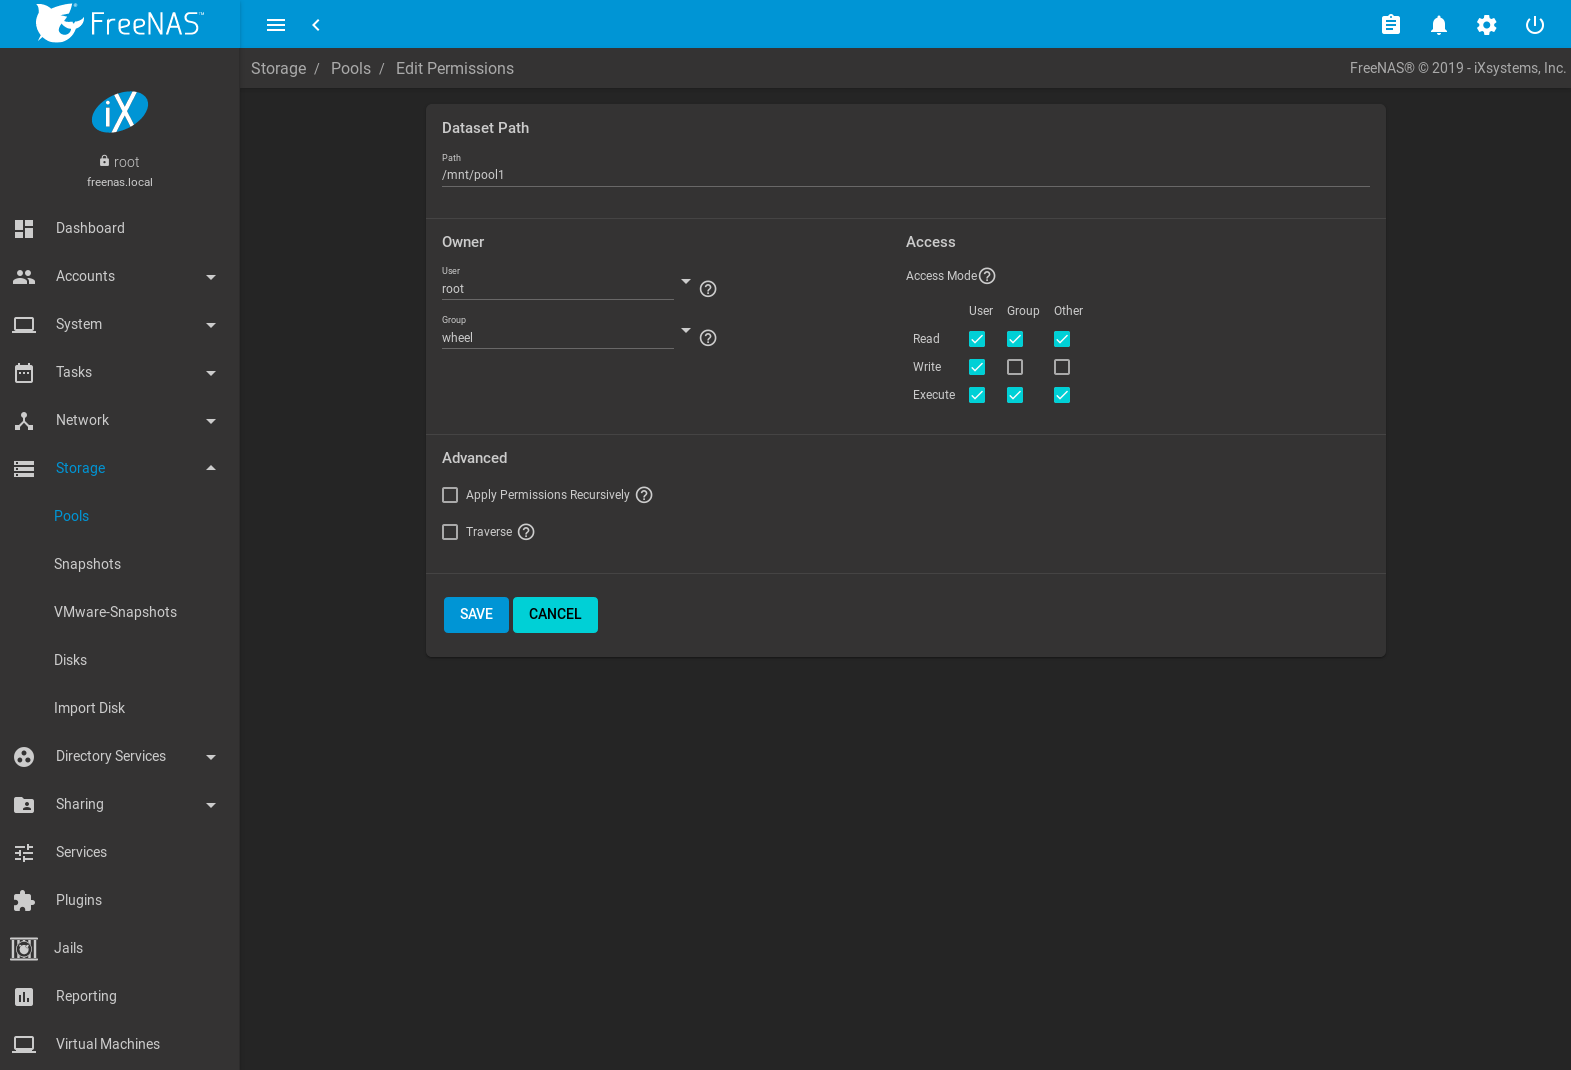 FreeNAS™
Storage / Pools / Edit Permissions
FreeNAS® © 2019 - iXsystems, Inc.
iX
root
freenas.local
Dashboard
Accounts
System
Tasks
Network
Storage
Pools
Snapshots
VMware-Snapshots
Disks
Import Disk
Directory Services
Sharing
Services
Plugins
Jails
Reporting
Virtual Machines
Dataset Path
Path
/mnt/pool1
Owner
User
root
Group
wheel
Access
Access Mode
User Group Other
Read
Write
Execute
Advanced
Apply Permissions Recursively
Traverse
SAVE CANCEL